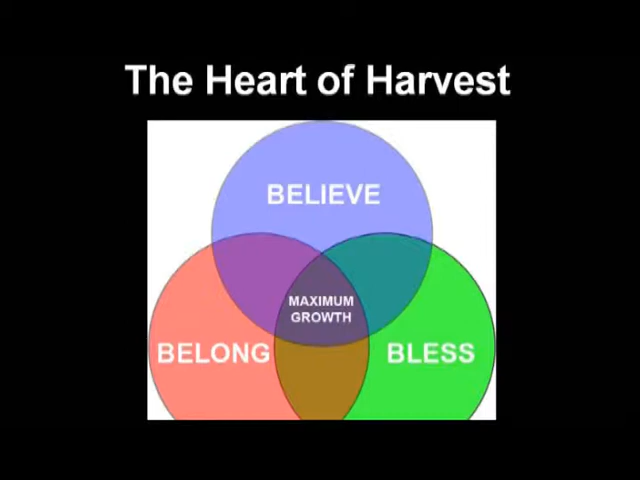 The Heart of Harvest
BELIEVE
MAXIMUM
GROWTH
BELONG
BLESS